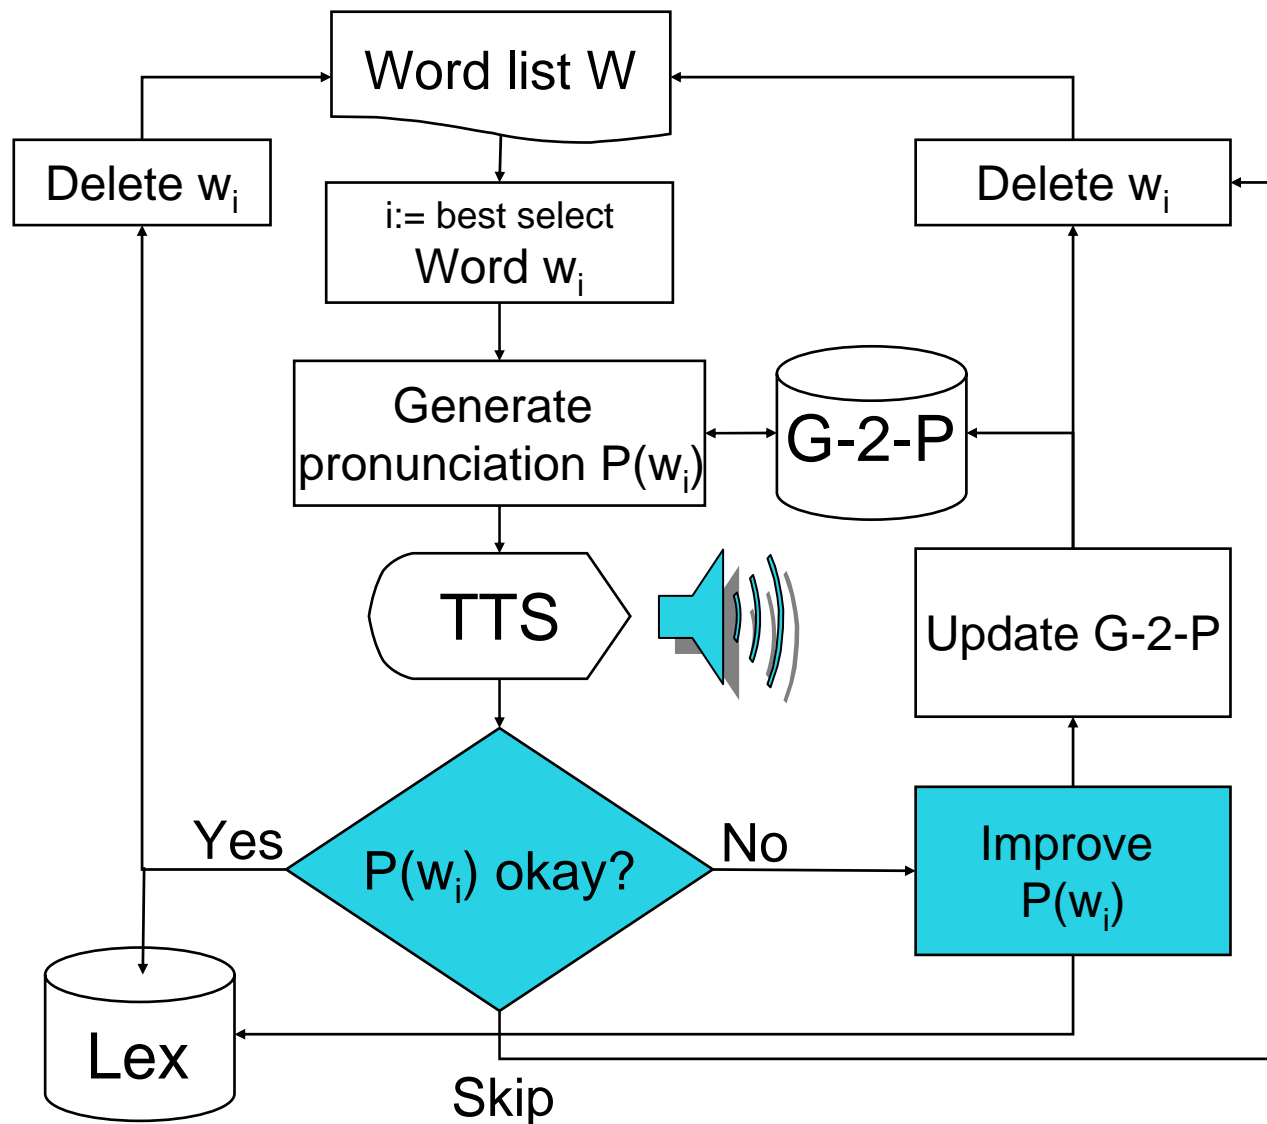 Word list W
Delete wi
Delete wi
i:= best select
Word wi
Generate
pronunciation P(wi)
G-2-P
TTS
Update G-2-P
Yes
P(wi) okay?
No
Improve
P(wi)
Lex
Skip